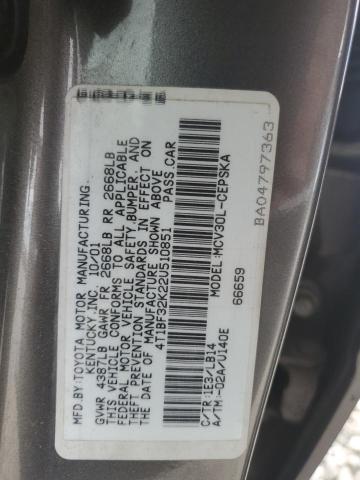 MFD.BY:TOYOTA MOTOR MANUFACTURING.
KENTUCKY,INC. 10/01
GVWR 4387LB GAWR FR 2668LB RR 2668LB
THIS VEHICLE CONFORMS TO ALL APPLICABLE
FEDERAL MOTOR VEHICLE SAFETY,BUMPER, AND
THEFT PREVENTION STANDARDS IN EFFECT ON
THE DATE OF MANUFACTURE SHOWN ABOVE
4T1BF32K22U510851 PASS.CAR
MODEL:MCV30L-CEPSKA
66659
C/TR:1E3/LB14
A/TM:-02A/U140E
BA04797363